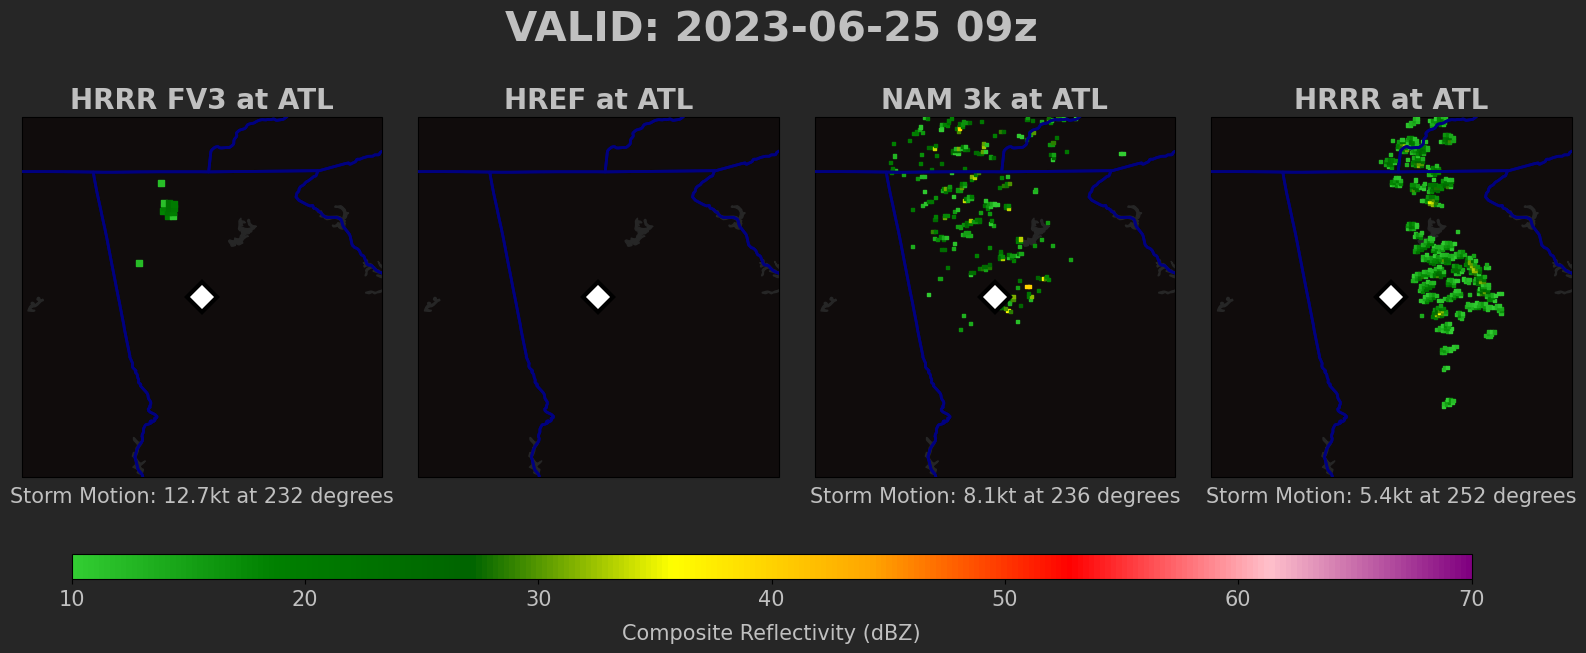 VALID: 2023-06-25 09z
HRRR FV3 at ATL
HREF at ATL
NAM 3k at ATL
HRRR at ATL
Storm Motion: 12.7kt at 232 degrees
Storm Motion: 8.1kt at 236 degrees
Storm Motion: 5.4kt at 252 degrees
10 20 30 40 50 60 70
Composite Reflectivity (dBZ)